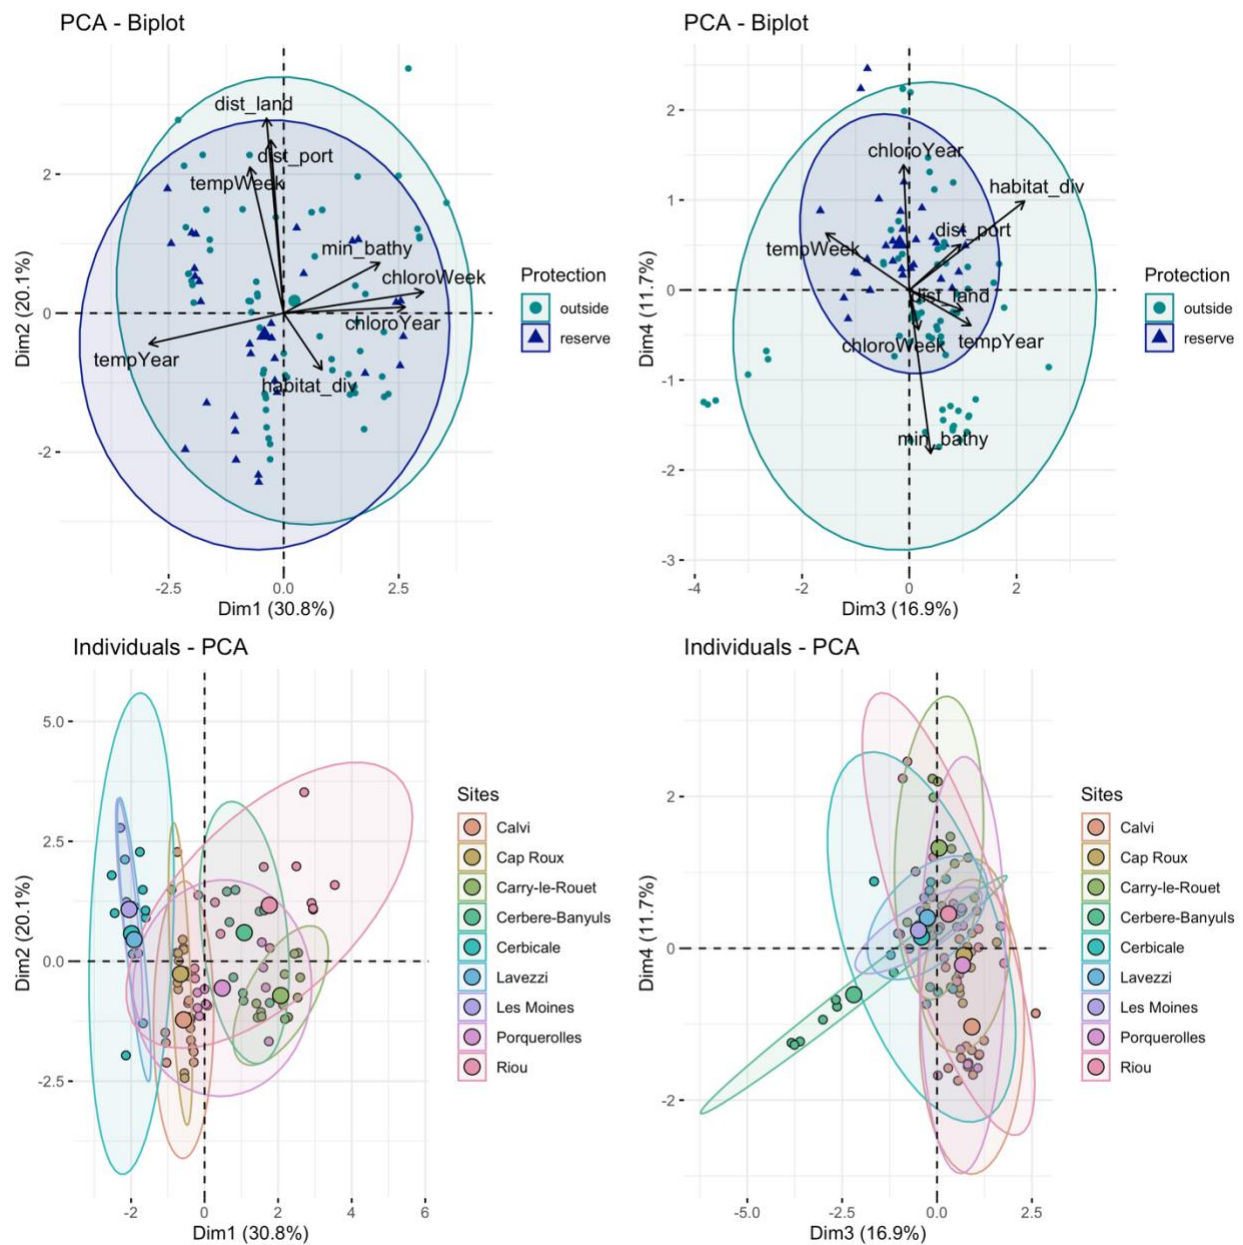 PCA - Biplot
Dim2 (20.1%)
2
0
-2
dist_land
dist_port
tempWeek
min_bathy
chloroWeek
chloroYear
tempYear
habitat_div
-2.5
0.0
2.5
Dim1 (30.8%)
Protection
outside
reserve
PCA - Biplot
Dim4 (11.7%)
2
1
0
-1
-2
-3
chloroYear
habitat_div
dist_port
tempWeek
dist_land
chloroWeek
tempYear
min_bathy
-4
-2
0
2
Dim3 (16.9%)
Protection
outside
reserve
Individuals - PCA
Dim2 (20.1%)
5.0
2.5
0.0
-2.5
-2
0
2
4
6
Dim1 (30.8%)
Sites
Calvi
Cap Roux
Carry-le-Rouet
Cerbere-Banyuls
Cerbicale
Lavezzi
Les Moines
Porquerolles
Riou
Individuals - PCA
Dim4 (11.7%)
2
0
-2
-5.0
-2.5
0.0
2.5
Dim3 (16.9%)
Sites
Calvi
Cap Roux
Carry-le-Rouet
Cerbere-Banyuls
Cerbicale
Lavezzi
Les Moines
Porquerolles
Riou